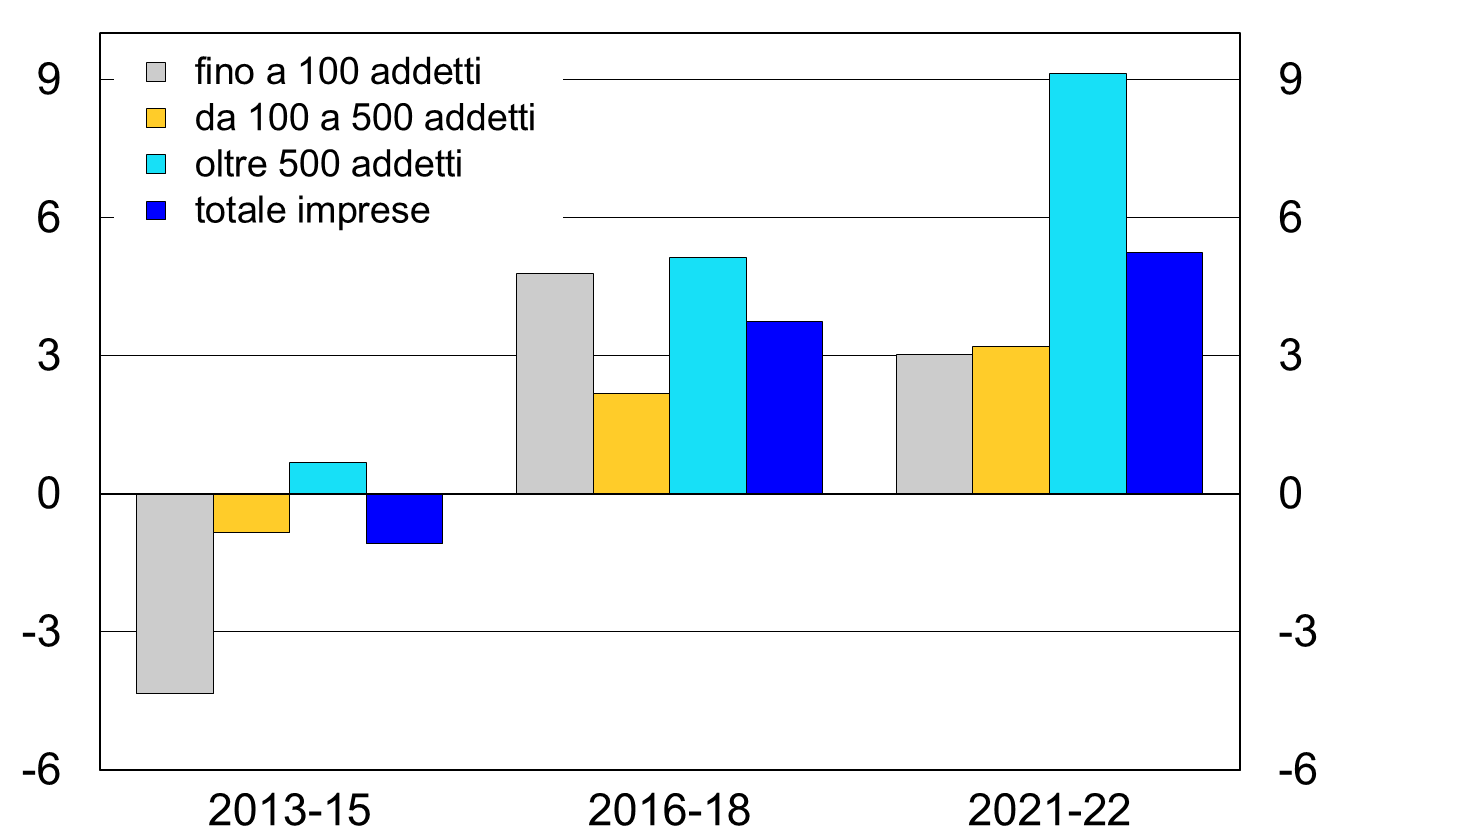 fino a 100 addetti
da 100 a 500 addetti
oltre 500 addetti
totale imprese
9 9
6 6
3 3
0 0
-3 -3
-6 -6
2013-15 2016-18 2021-22